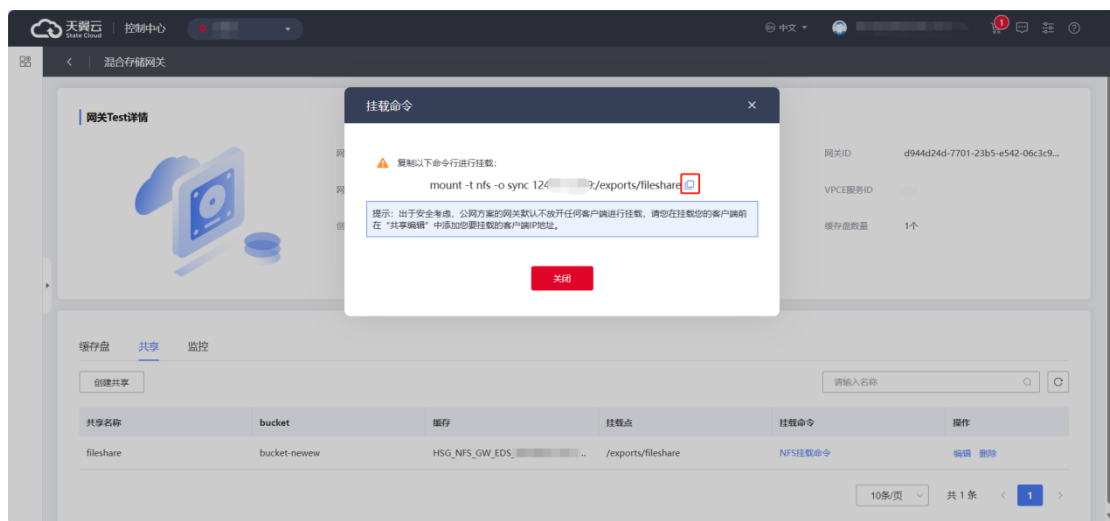 天翼云 State Cloud 控制中心 中文 1
混合存储网关
网关Test详情
挂载命令
复制以下命令行进行挂载:
mount -t nfs -o sync 124 9:/exports/fileshare
提示:出于安全考虑,公网方案的网关默认不放开任何客户端进行挂载,请您在挂载您的客户端前
在“共享编辑”中添加您要挂载的客户端IP地址。
关闭
网
网
创
网关ID d944d24d-7701-23b5-e542-06c3c9...
VPCE服务ID
缓存盘数量 1个
缓存盘 共享 监控
创建共享 请输入名称
共享名称 bucket 缓存 挂载点 挂载命令 操作
fileshare bucket-newew HSG_NFS_GW_EDS_ .. /exports/fileshare NFS挂载命令 编辑 删除
10条/页 共 1 条 1